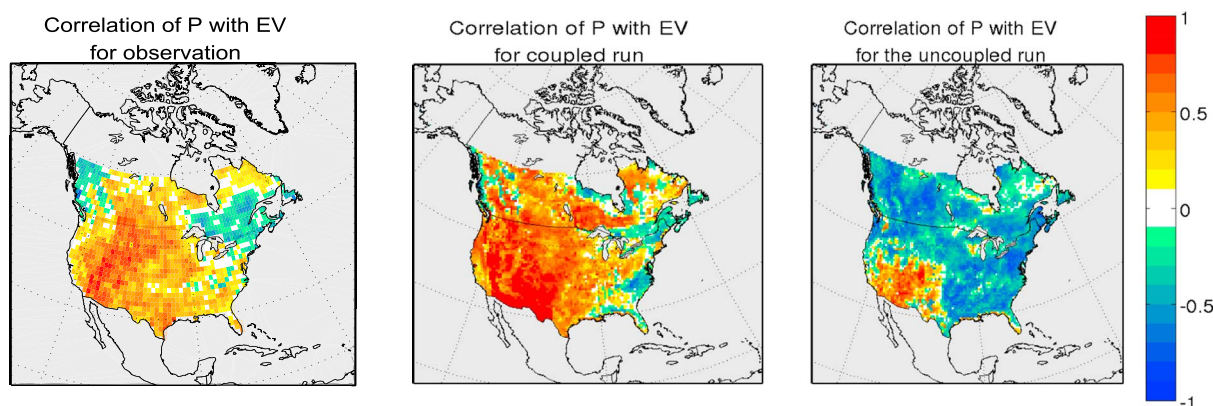 Correlation of P with EV
for observation
Correlation of P with EV
for coupled run
Correlation of P with EV
for the uncoupled run
1
0.5
0
-0.5
-1